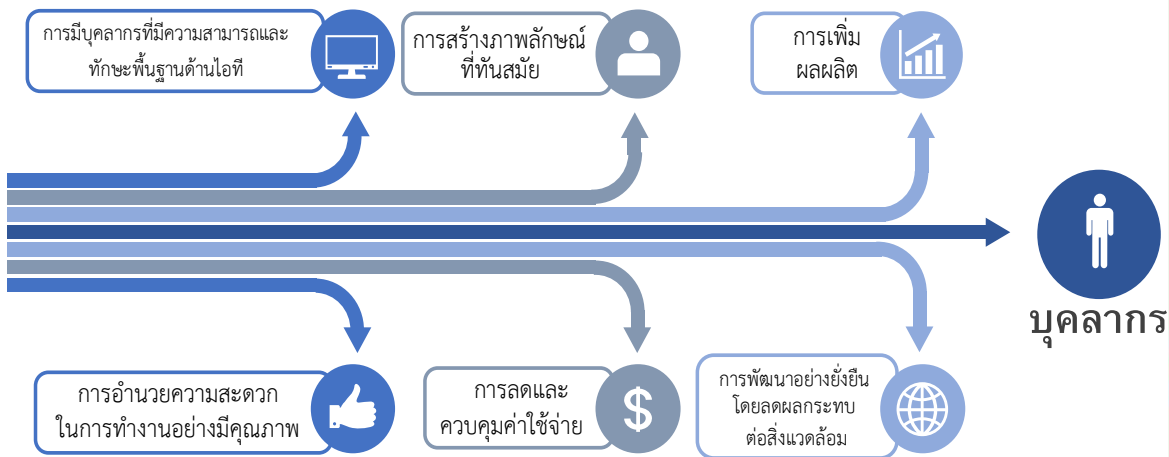 การมีบุคลากรที่มีความสามารถและ
ทักษะพื้นฐานด้านไอที
การสร้างภาพลักษณ์
ที่ทันสมัย
การเพิ่ม
ผลผลิต
บุคลากร
การอำนวยความสะดวก
ในการทำงานอย่างมีคุณภาพ
การลดและ
ควบคุมค่าใช้จ่าย
$
การพัฒนาอย่างยั่งยืน
โดยลดผลกระทบ
ต่อสิ่งแวดล้อม